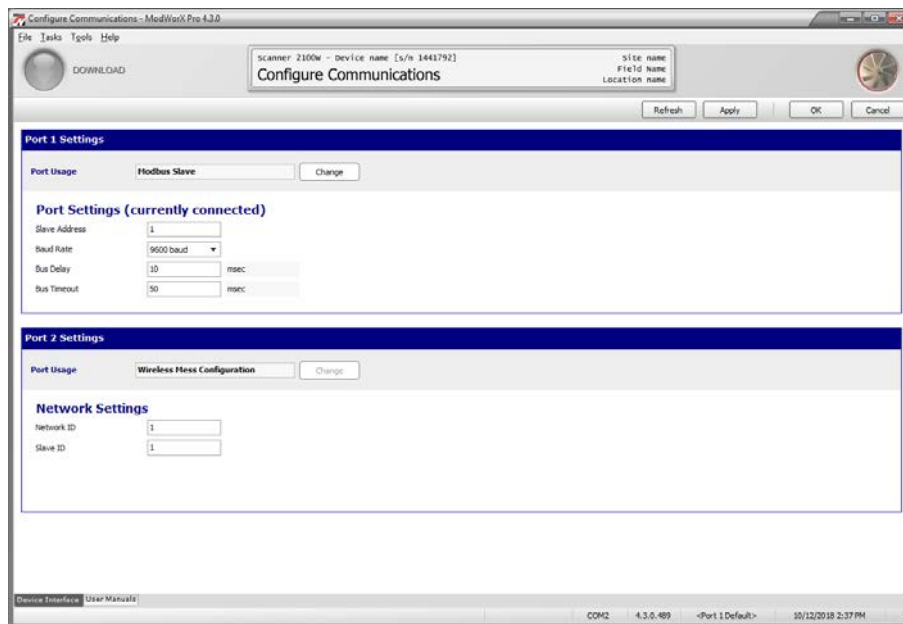 Configure Communications - ModWorX Pro 4.3.0
File Tasks Tools Help
DOWNLOAD
Scanner 2100W - Device name [s/n 1441792]
Configure Communications
Site name
Field Name
Location name
Refresh Apply OK Cancel
Port 1 Settings
Port Usage Modbus Slave Change
Port Settings (currently connected)
Slave Address 1
Baud Rate 9600 baud
Bus Delay 10 msec
Bus Timeout 50 msec
Port 2 Settings
Port Usage Wireless Mess Configuration Change
Network Settings
Network ID 1
Slave ID 1
Device Interface User Manuals
COM2 4.3.0.489 <Port 1 Default> 10/12/2018 2:37 PM